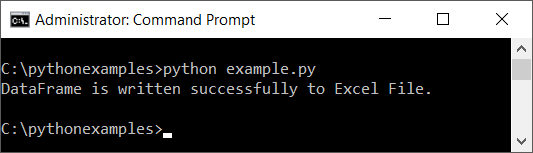 Administrator: Command Prompt
C:\pythonexamples>python example.py
DataFrame is written successfully to Excel File.
C:\pythonexamples>